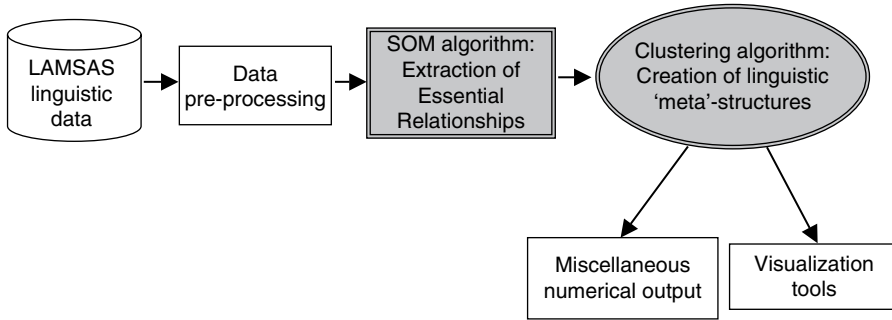 LAMSAS
linguistic
data
Data
pre-processing
SOM algorithm:
Extraction of
Essential
Relationships
Clustering algorithm:
Creation of linguistic
‘meta’-structures
Miscellaneous
numerical output
Visualization
tools